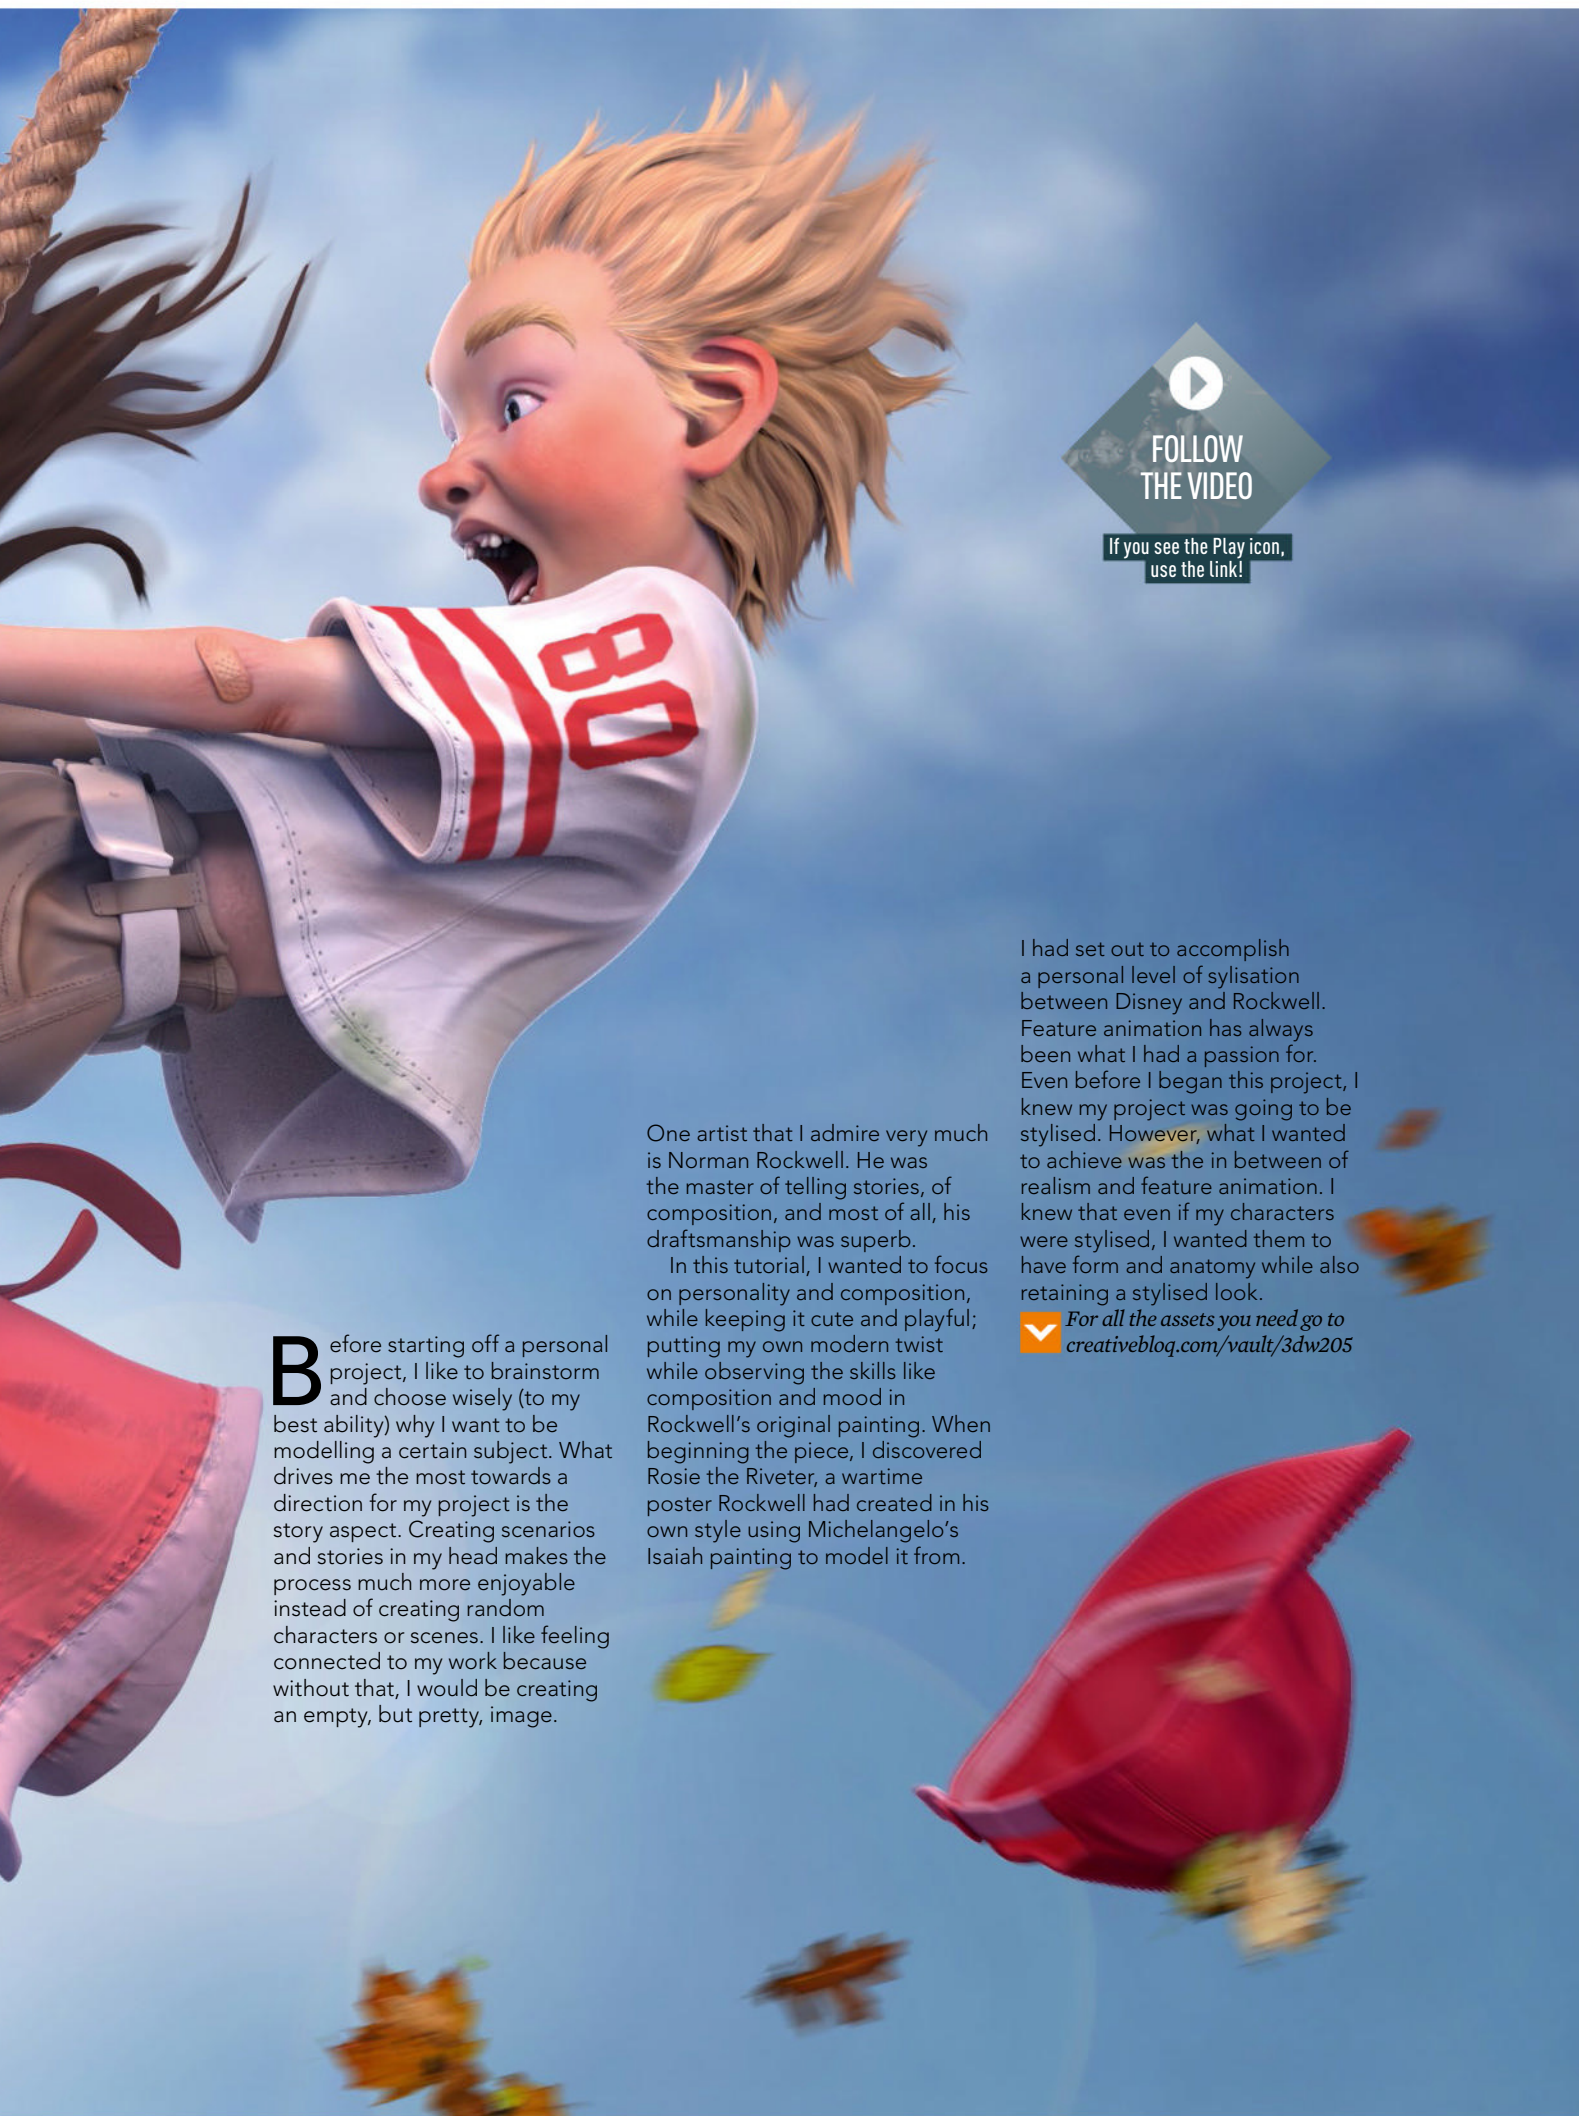 80
FOLLOW
THE VIDEO
If you see the Play icon,
use the link!
Before starting off a personal
project, I like to brainstorm
and choose wisely (to my
best ability) why I want to be
modelling a certain subject. What
drives me the most towards a
direction for my project is the
story aspect. Creating scenarios
and stories in my head makes the
process much more enjoyable
instead of creating random
characters or scenes. I like feeling
connected to my work because
without that, I would be creating
an empty, but pretty, image.
One artist that I admire very much
is Norman Rockwell. He was
the master of telling stories, of
composition, and most of all, his
draftsmanship was superb.
In this tutorial, I wanted to focus
on personality and composition,
while keeping it cute and playful;
putting my own modern twist
while observing the skills like
composition and mood in
Rockwell's original painting. When
beginning the piece, I discovered
Rosie the Riveter, a wartime
poster Rockwell had created in his
own style using Michelangelo's
Isaiah painting to model it from.
I had set out to accomplish
a personal level of sylisation
between Disney and Rockwell.
Feature animation has always
been what I had a passion for.
Even before I began this project, I
knew my project was going to be
stylised. However, what I wanted
to achieve was the in between of
realism and feature animation. I
knew that even if my characters
were stylised, I wanted them to
have form and anatomy while also
retaining a stylised look.
For all the assets you need go to
creativebloq.com/vault/3dw205